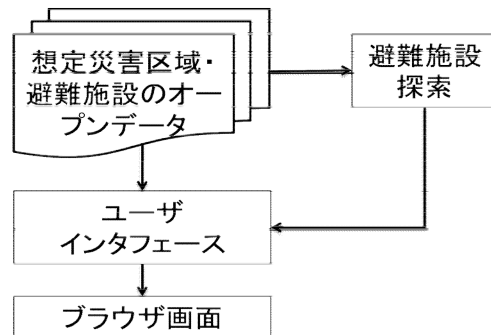 想定災害区域・
避難施設のオー
プンデータ
避難施設
探索
ユーザ
インタフェース
ブラウザ画面